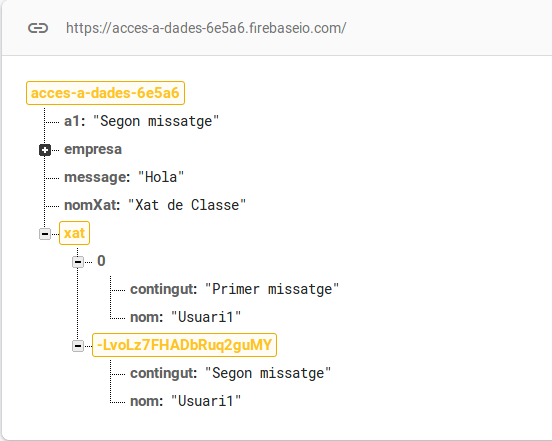 https://acces-a-dades-6e5a6.firebaseio.com/
acces-a-dades-6e5a6
a1: "Segon missatge"
empresa
message: "Hola"
nomXat: "Xat de Classe"
xat
0
contingut: "Primer missatge"
nom: "Usuari1"
-LvoLz7FHADbRuq2guMY
contingut: "Segon missatge"
nom: "Usuari1"